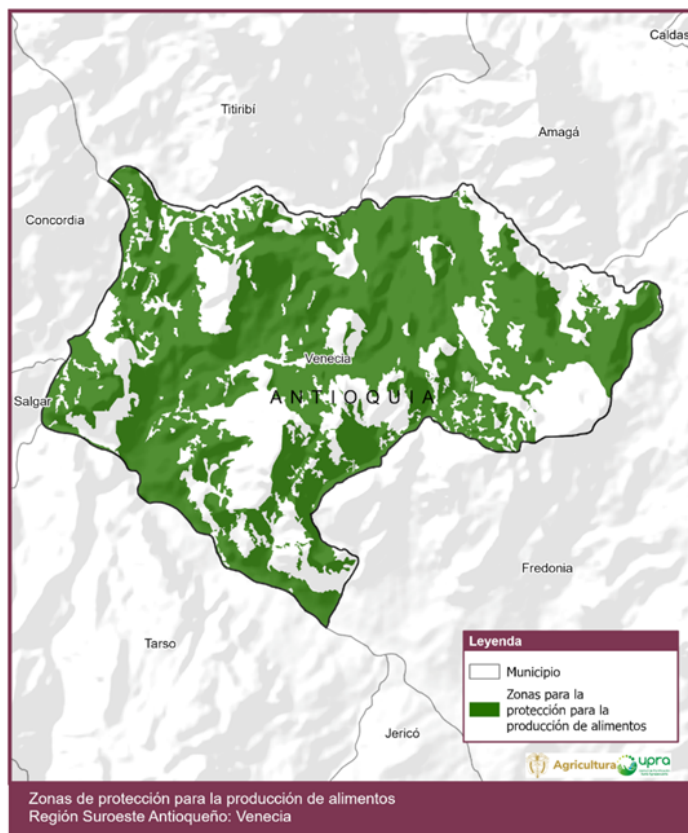 Caldas
Titiribí
Amagá
Concordia
Venecia
ANTIOQUIA
Salgar
Fredonia
Tarso
Jericó
Leyenda
Municipio
Zonas para la
protección para la
producción de alimentos
Agricultura upra
Zonas de protección para la producción de alimentos
Región Suroeste Antioqueño: Venecia